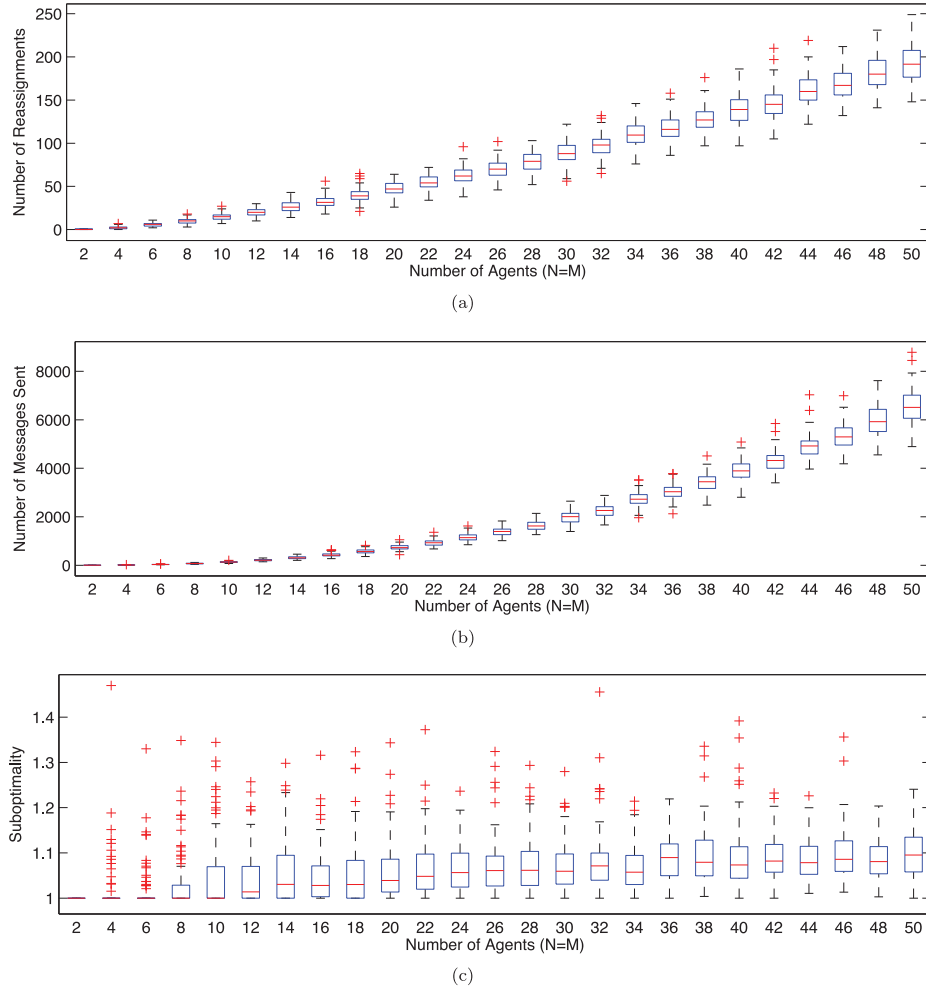 250
200
150
100
50
0
Number of Reassignments
2 4 6 8 10 12 14 16 18 20 22 24 26 28 30 32 34 36 38 40 42 44 46 48 50
Number of Agents (N=M)
(a)
8000
6000
4000
2000
0
Number of Messages Sent
2 4 6 8 10 12 14 16 18 20 22 24 26 28 30 32 34 36 38 40 42 44 46 48 50
Number of Agents (N=M)
(b)
1.4
1.3
1.2
1.1
1
Suboptimality
2 4 6 8 10 12 14 16 18 20 22 24 26 28 30 32 34 36 38 40 42 44 46 48 50
Number of Agents (N=M)
(c)